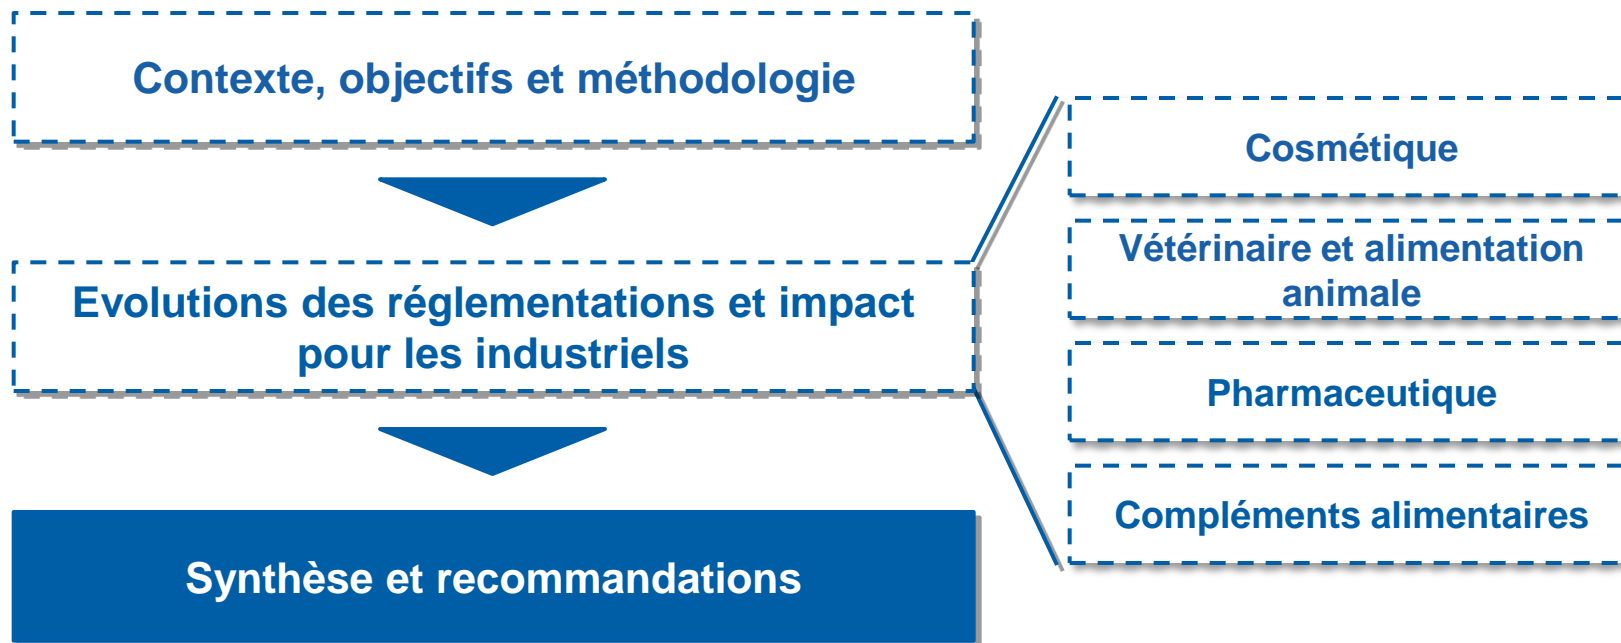 Contexte, objectifs et méthodologie
Evolutions des réglementations et impact
pour les industriels
Synthèse et recommandations
Cosmétique
Vétérinaire et alimentation
animale
Pharmaceutique
Compléments alimentaires